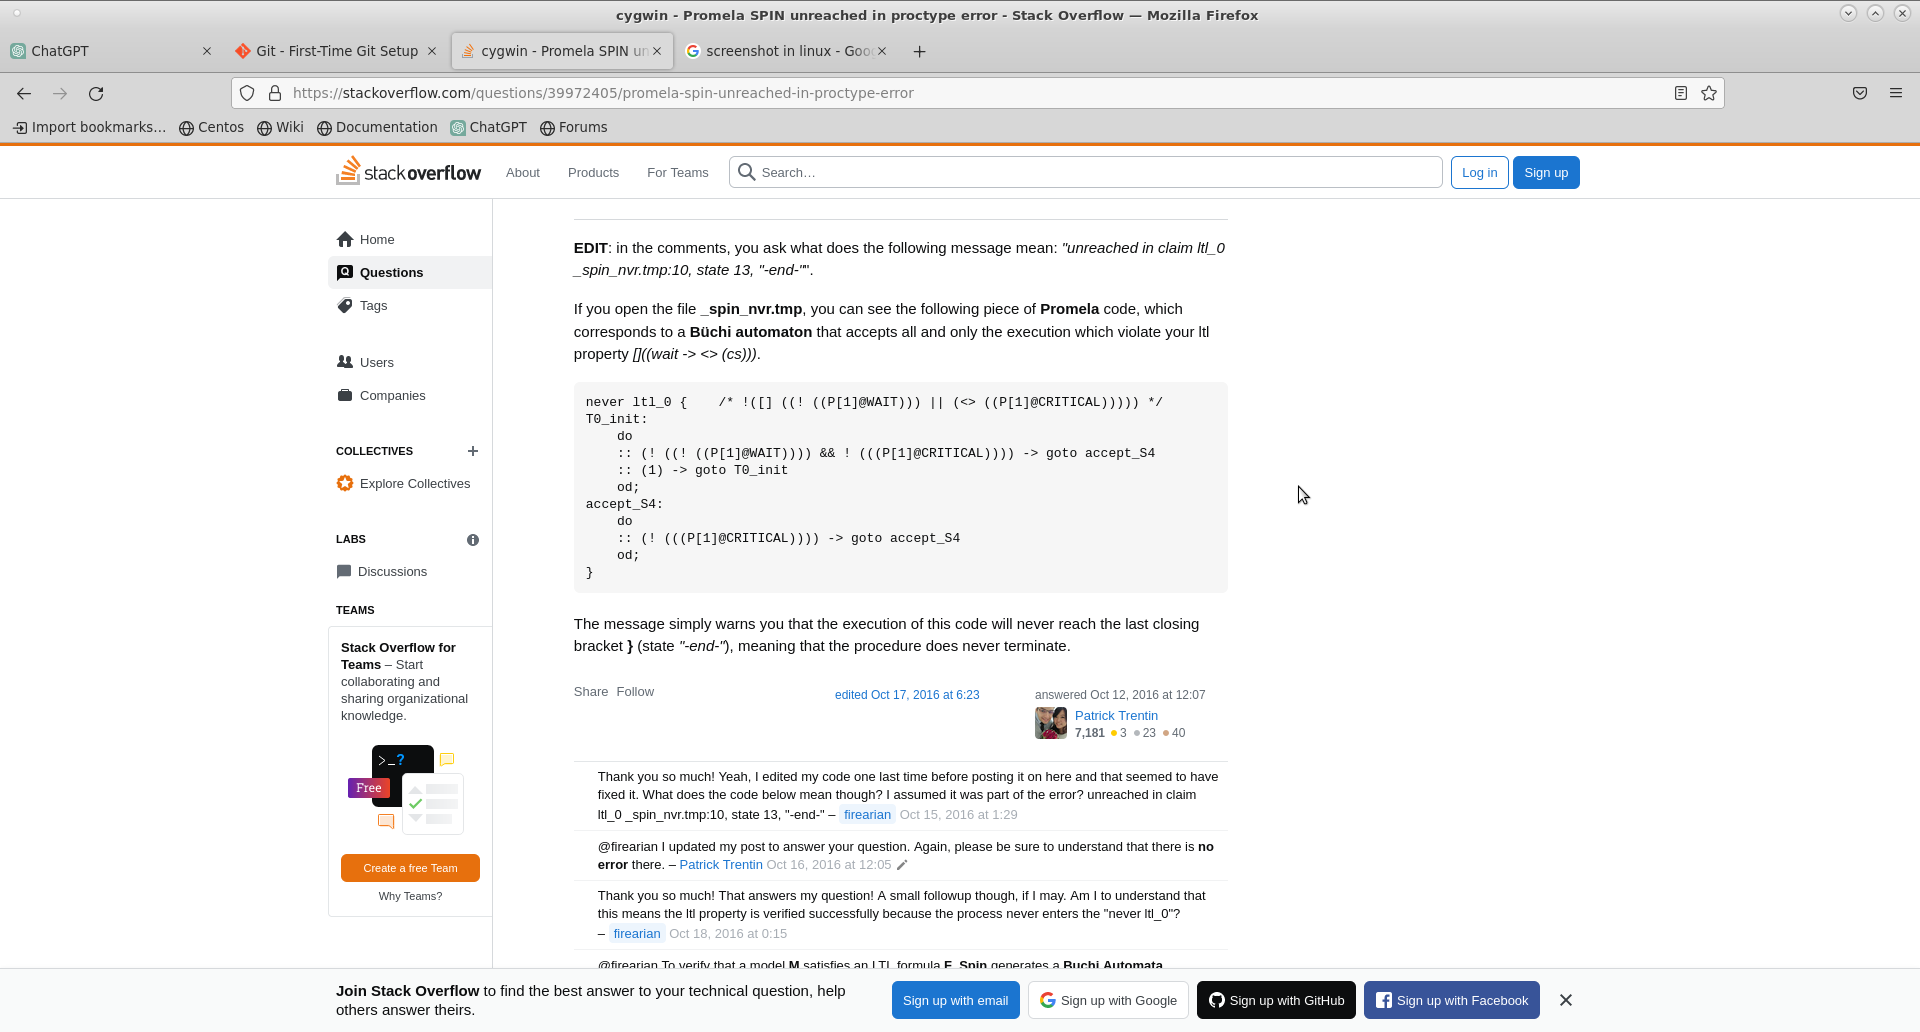 cygwin - Promela SPIN unreached in proctype error - Stack Overflow — Mozilla Firefox
ChatGPT
Git - First-Time Git Setup
cygwin - Promela SPIN un
screenshot in linux - Goo
https://stackoverflow.com/questions/39972405/promela-spin-unreached-in-proctype-error
Import bookmarks… Centos Wiki Documentation ChatGPT Forums
stackoverflow About Products For Teams Search… Log in Sign up
Home
Questions
Tags
Users
Companies
COLLECTIVES
Explore Collectives
LABS
Discussions
TEAMS
Stack Overflow for
Teams – Start
collaborating and
sharing organizational
knowledge.
>_?
Free
Create a free Team
Why Teams?
EDIT: in the comments, you ask what does the following message mean: "unreached in claim ltl_0
_spin_nvr.tmp:10, state 13, "-end-"".
If you open the file _spin_nvr.tmp, you can see the following piece of Promela code, which
corresponds to a Büchi automaton that accepts all and only the execution which violate your ltl
property []((wait -> <> (cs))).
never ltl_0 {    /* !([] ((! ((P[1]@WAIT))) || (<> ((P[1]@CRITICAL))))) */
T0_init:
    do
    :: (! ((! ((P[1]@WAIT)))) && ! (((P[1]@CRITICAL)))) -> goto accept_S4
    :: (1) -> goto T0_init
    od;
accept_S4:
    do
    :: (! (((P[1]@CRITICAL)))) -> goto accept_S4
    od;
}
The message simply warns you that the execution of this code will never reach the last closing
bracket } (state "-end-"), meaning that the procedure does never terminate.
Share Follow
edited Oct 17, 2016 at 6:23
answered Oct 12, 2016 at 12:07
Patrick Trentin
7,181 3 23 40
Thank you so much! Yeah, I edited my code one last time before posting it on here and that seemed to have
fixed it. What does the code below mean though? I assumed it was part of the error? unreached in claim
ltl_0 _spin_nvr.tmp:10, state 13, "-end-" – firearian Oct 15, 2016 at 1:29
@firearian I updated my post to answer your question. Again, please be sure to understand that there is no
error there. – Patrick Trentin Oct 16, 2016 at 12:05
Thank you so much! That answers my question! A small followup though, if I may. Am I to understand that
this means the ltl property is verified successfully because the process never enters the "never ltl_0"?
– firearian Oct 18, 2016 at 0:15
@firearian To verify that a model M satisfies an LTL formula F, Spin generates a Buchi Automata
Join Stack Overflow to find the best answer to your technical question, help
others answer theirs.
Sign up with email
Sign up with Google
Sign up with GitHub
Sign up with Facebook